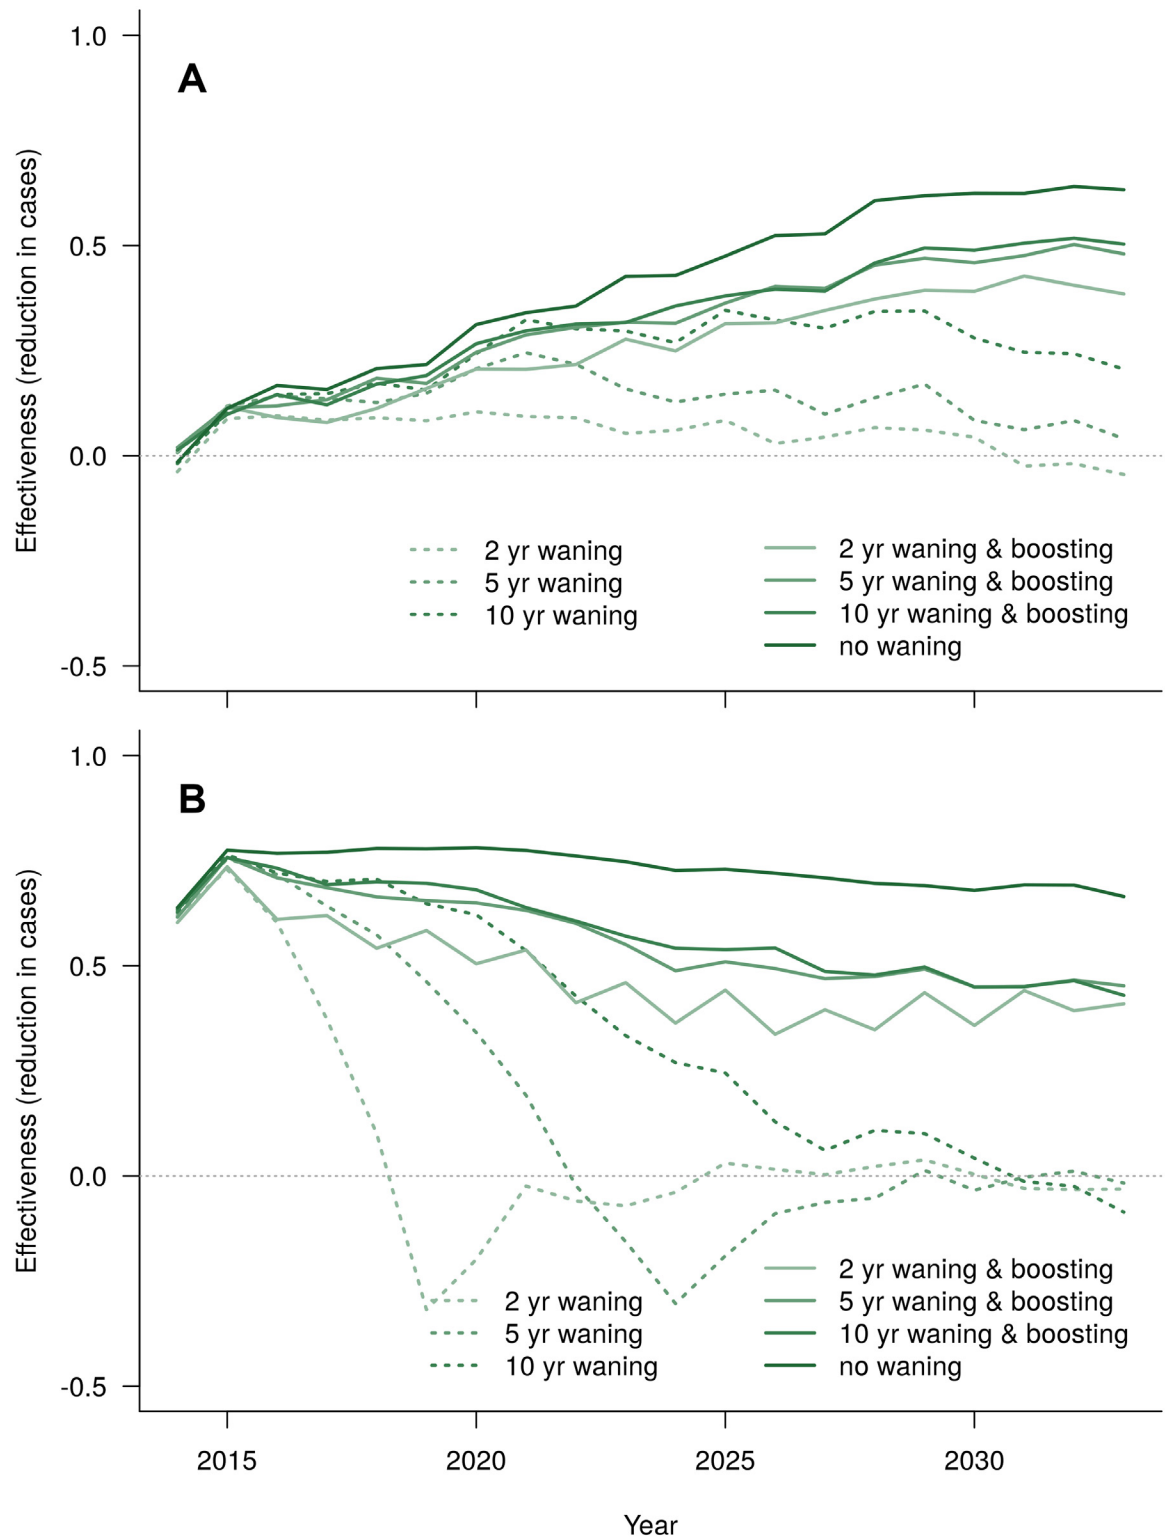 1.0
A
0.5
0.0
-0.5
Effectiveness (reduction in cases)
2 yr waning
5 yr waning
10 yr waning
2 yr waning & boosting
5 yr waning & boosting
10 yr waning & boosting
no waning
1.0
B
0.5
0.0
-0.5
Effectiveness (reduction in cases)
2 yr waning
5 yr waning
10 yr waning
2 yr waning & boosting
5 yr waning & boosting
10 yr waning & boosting
no waning
2015 2020 2025 2030
Year